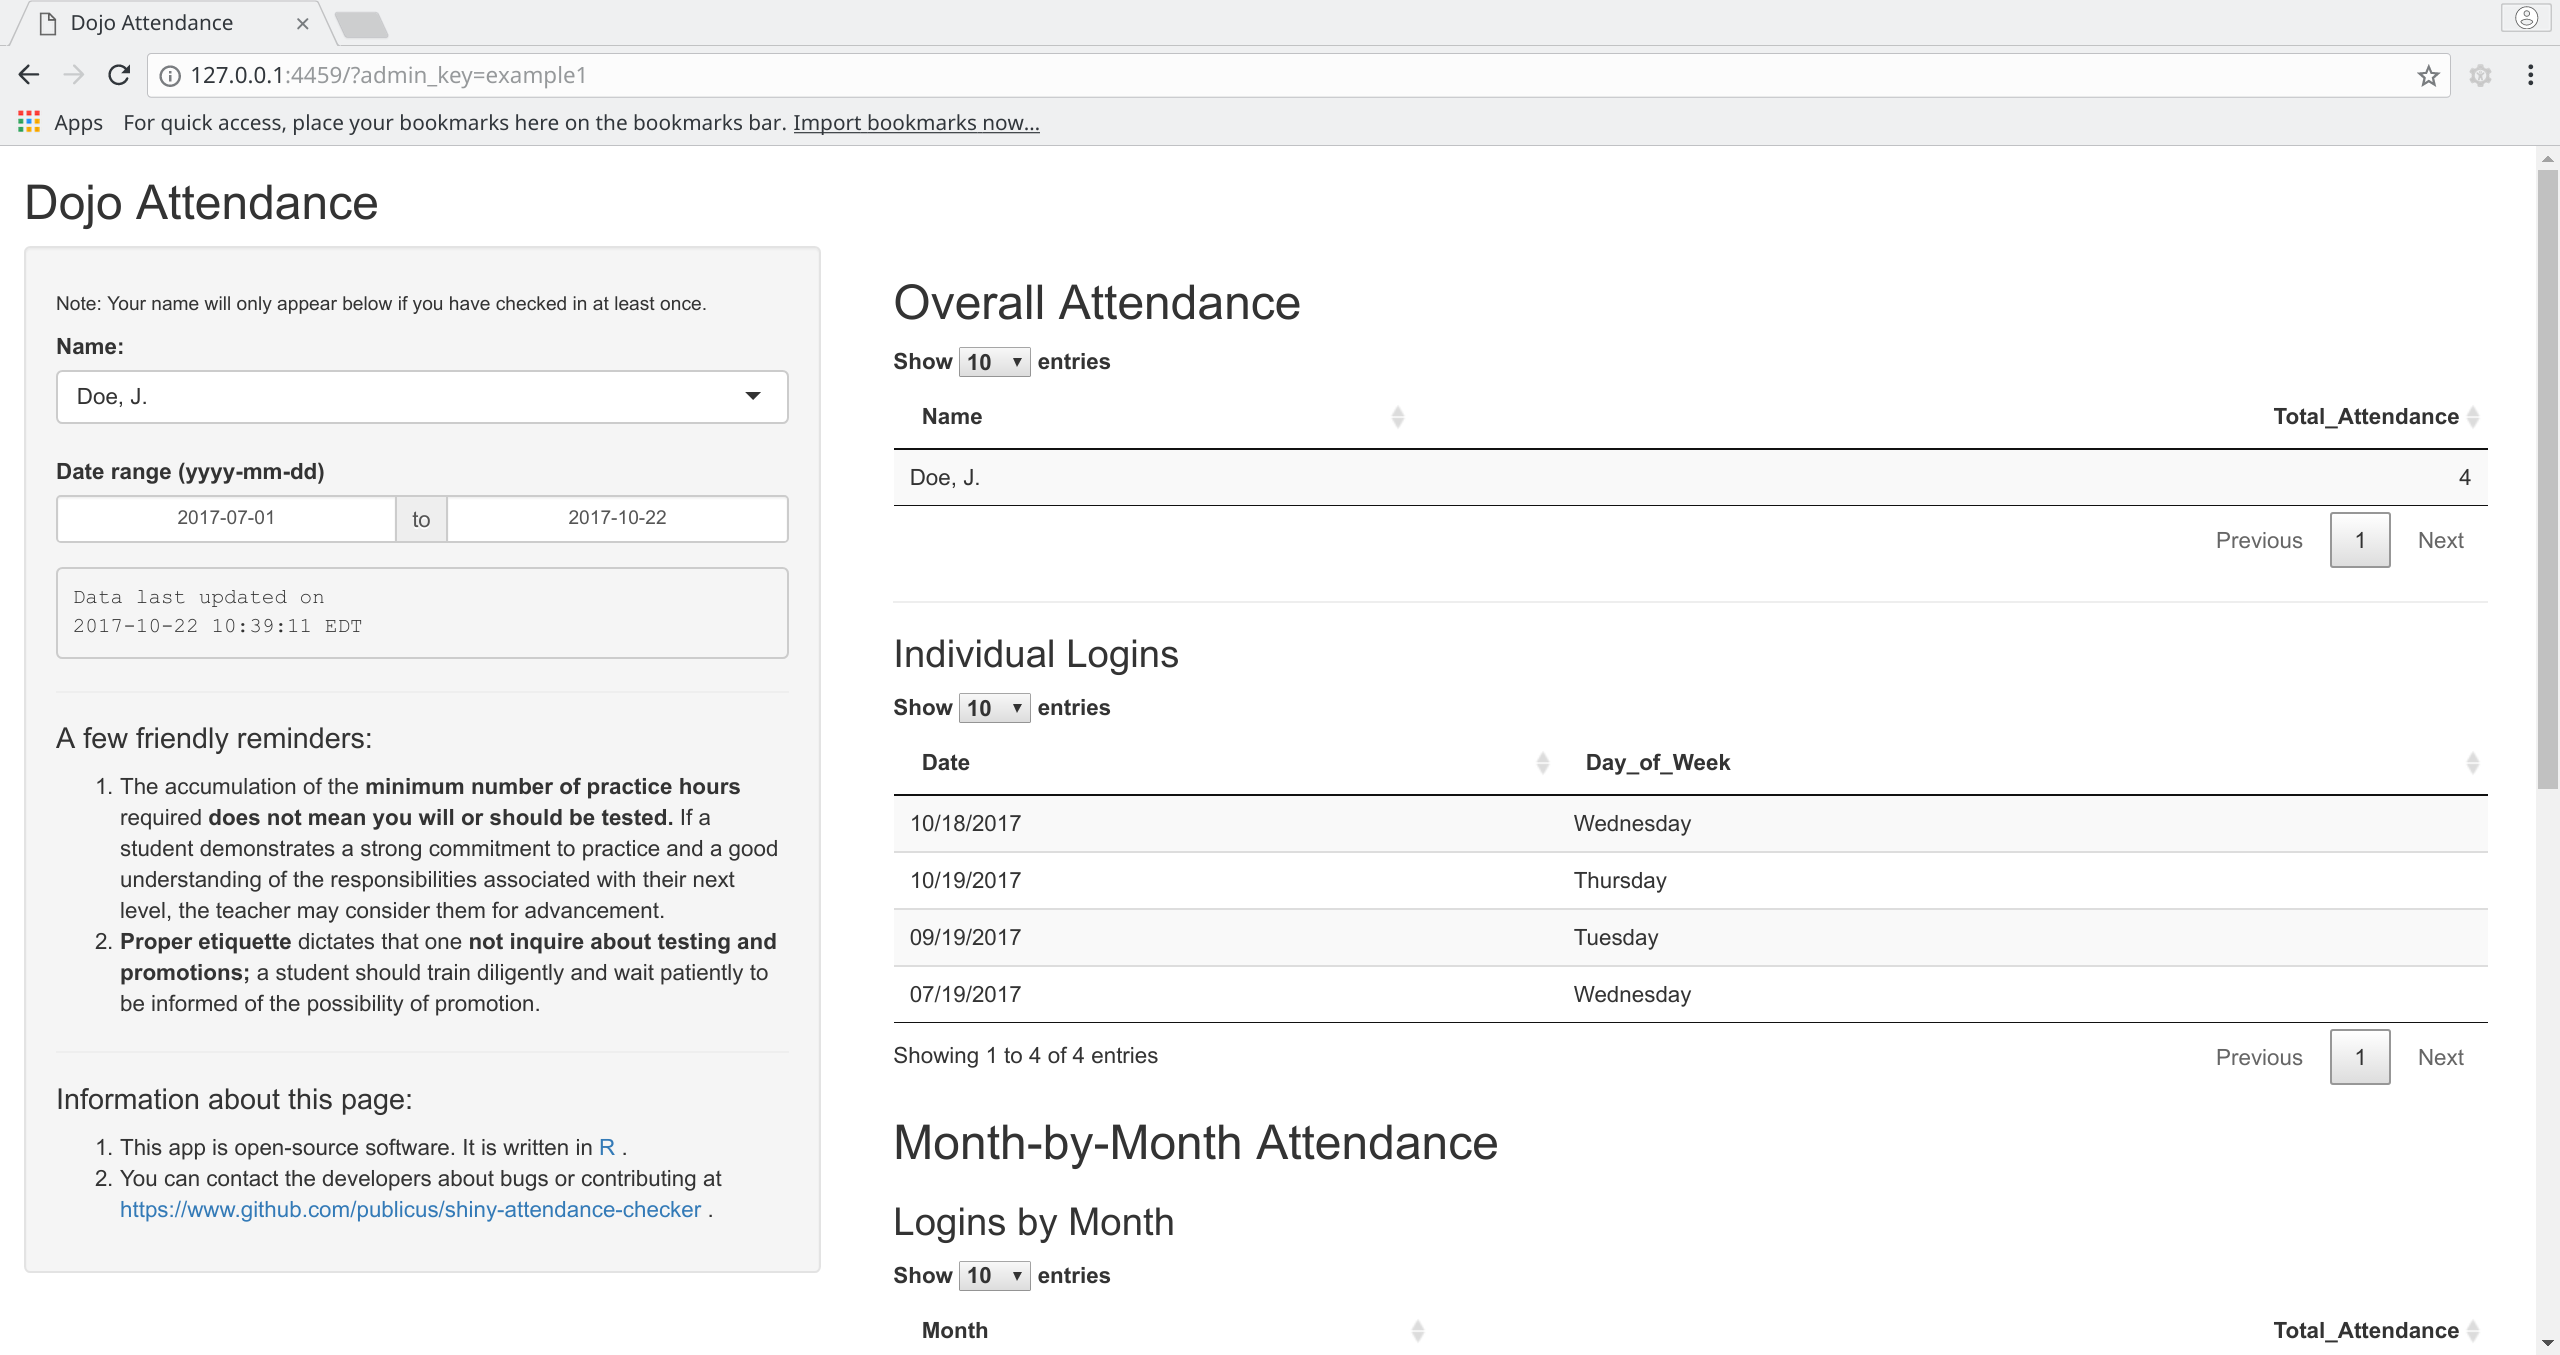 Dojo Attendance
127.0.0.1:4459/?admin_key=example1
Apps For quick access, place your bookmarks here on the bookmarks bar. Import bookmarks now...
Dojo Attendance
Note: Your name will only appear below if you have checked in at least once.
Name:
Doe, J.
Date range (yyyy-mm-dd)
2017-07-01 to 2017-10-22
Data last updated on
2017-10-22 10:39:11 EDT
A few friendly reminders:
1. The accumulation of the minimum number of practice hours
required does not mean you will or should be tested. If a
student demonstrates a strong commitment to practice and a good
understanding of the responsibilities associated with their next
level, the teacher may consider them for advancement.
2. Proper etiquette dictates that one not inquire about testing and
promotions; a student should train diligently and wait patiently to
be informed of the possibility of promotion.
Information about this page:
1. This app is open-source software. It is written in R .
2. You can contact the developers about bugs or contributing at
https://www.github.com/publicus/shiny-attendance-checker .
Overall Attendance
Show 10 entries
Name Total_Attendance
Doe, J. 4
Previous 1 Next
Individual Logins
Show 10 entries
Date Day_of_Week
10/18/2017 Wednesday
10/19/2017 Thursday
09/19/2017 Tuesday
07/19/2017 Wednesday
Showing 1 to 4 of 4 entries Previous 1 Next
Month-by-Month Attendance
Logins by Month
Show 10 entries
Month Total_Attendance